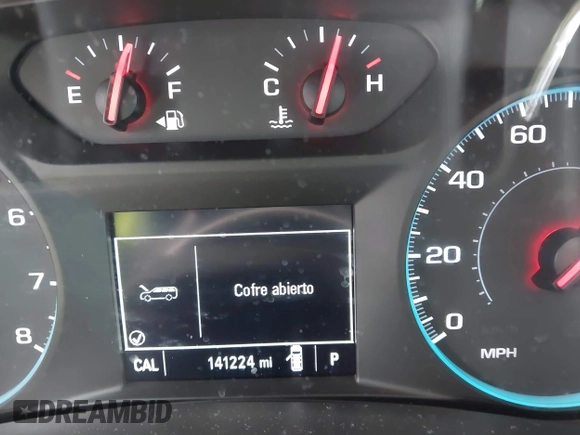 E F
C H
60
40
20
0
MPH
6
7
8
Cofre abierto
CAL 141224 mi P
DREAMBID